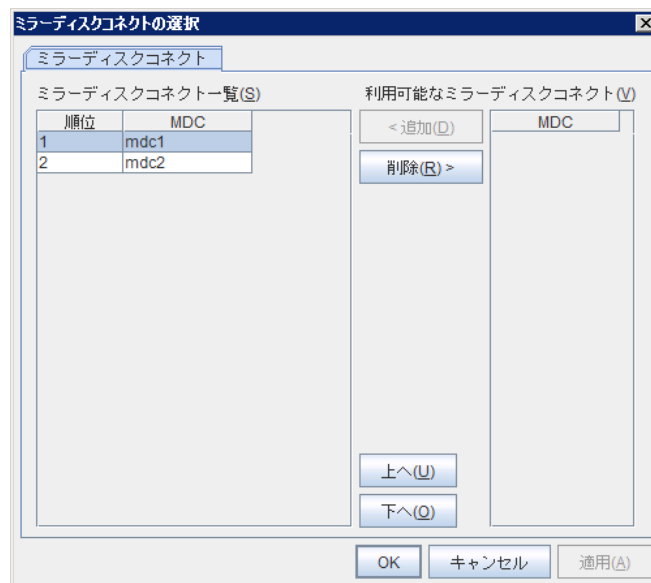 ミラーディスクコネクトの選択
ミラーディスクコネクト
ミラーディスクコネクト一覧(S)
利用可能なミラーディスクコネクト(V)
順位 MDC
1 mdc1
2 mdc2
< 追加(D)
削除(R) >
MDC
上へ(U)
下へ(O)
OK キャンセル 適用(A)